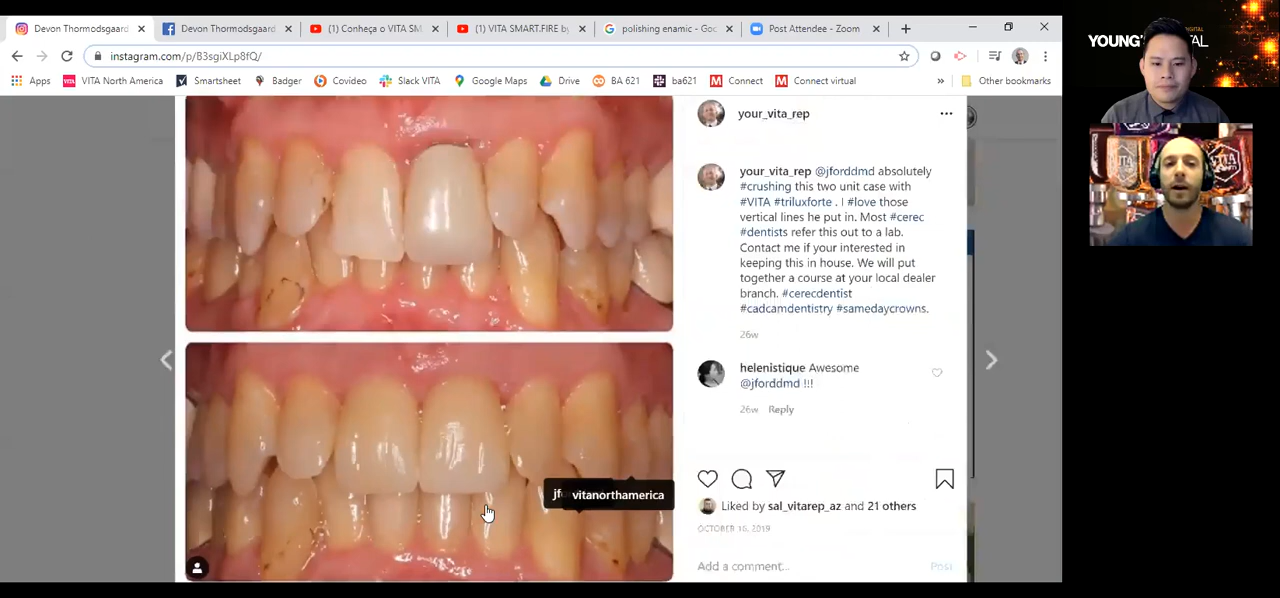 Devon Thormodsgaard
Devon Thormodsgaard
(1) Conheça o VITA SM
(1) VITA SMART.FIRE by
polishing enamic - Goo
Post Attendee - Zoom
instagram.com/p/B3sgiXLp8fQ/
Apps
VITA North America
Smartsheet
Badger
Covideo
Slack VITA
Google Maps
Drive
BA 621
ba621
Connect
Connect virtual
»
Other bookmarks
your_vita_rep
your_vita_rep @jforddmd absolutely
#crushing this two unit case with
#VITA #triluxforte . I #love those
vertical lines he put in. Most #cerec
#dentists refer this out to a lab.
Contact me if your interested in
keeping this in house. We will put
together a course at your local dealer
branch. #cerecdentist
#cadcamdentistry #samedaycrowns.
26w
helenistique Awesome
@jforddmd !!!
26w Reply
jf
vitanorthamerica
Liked by sal_vitarep_az and 21 others
OCTOBER 16, 2019
Add a comment...
Post
YOUNG'S
DIGITAL
VITA